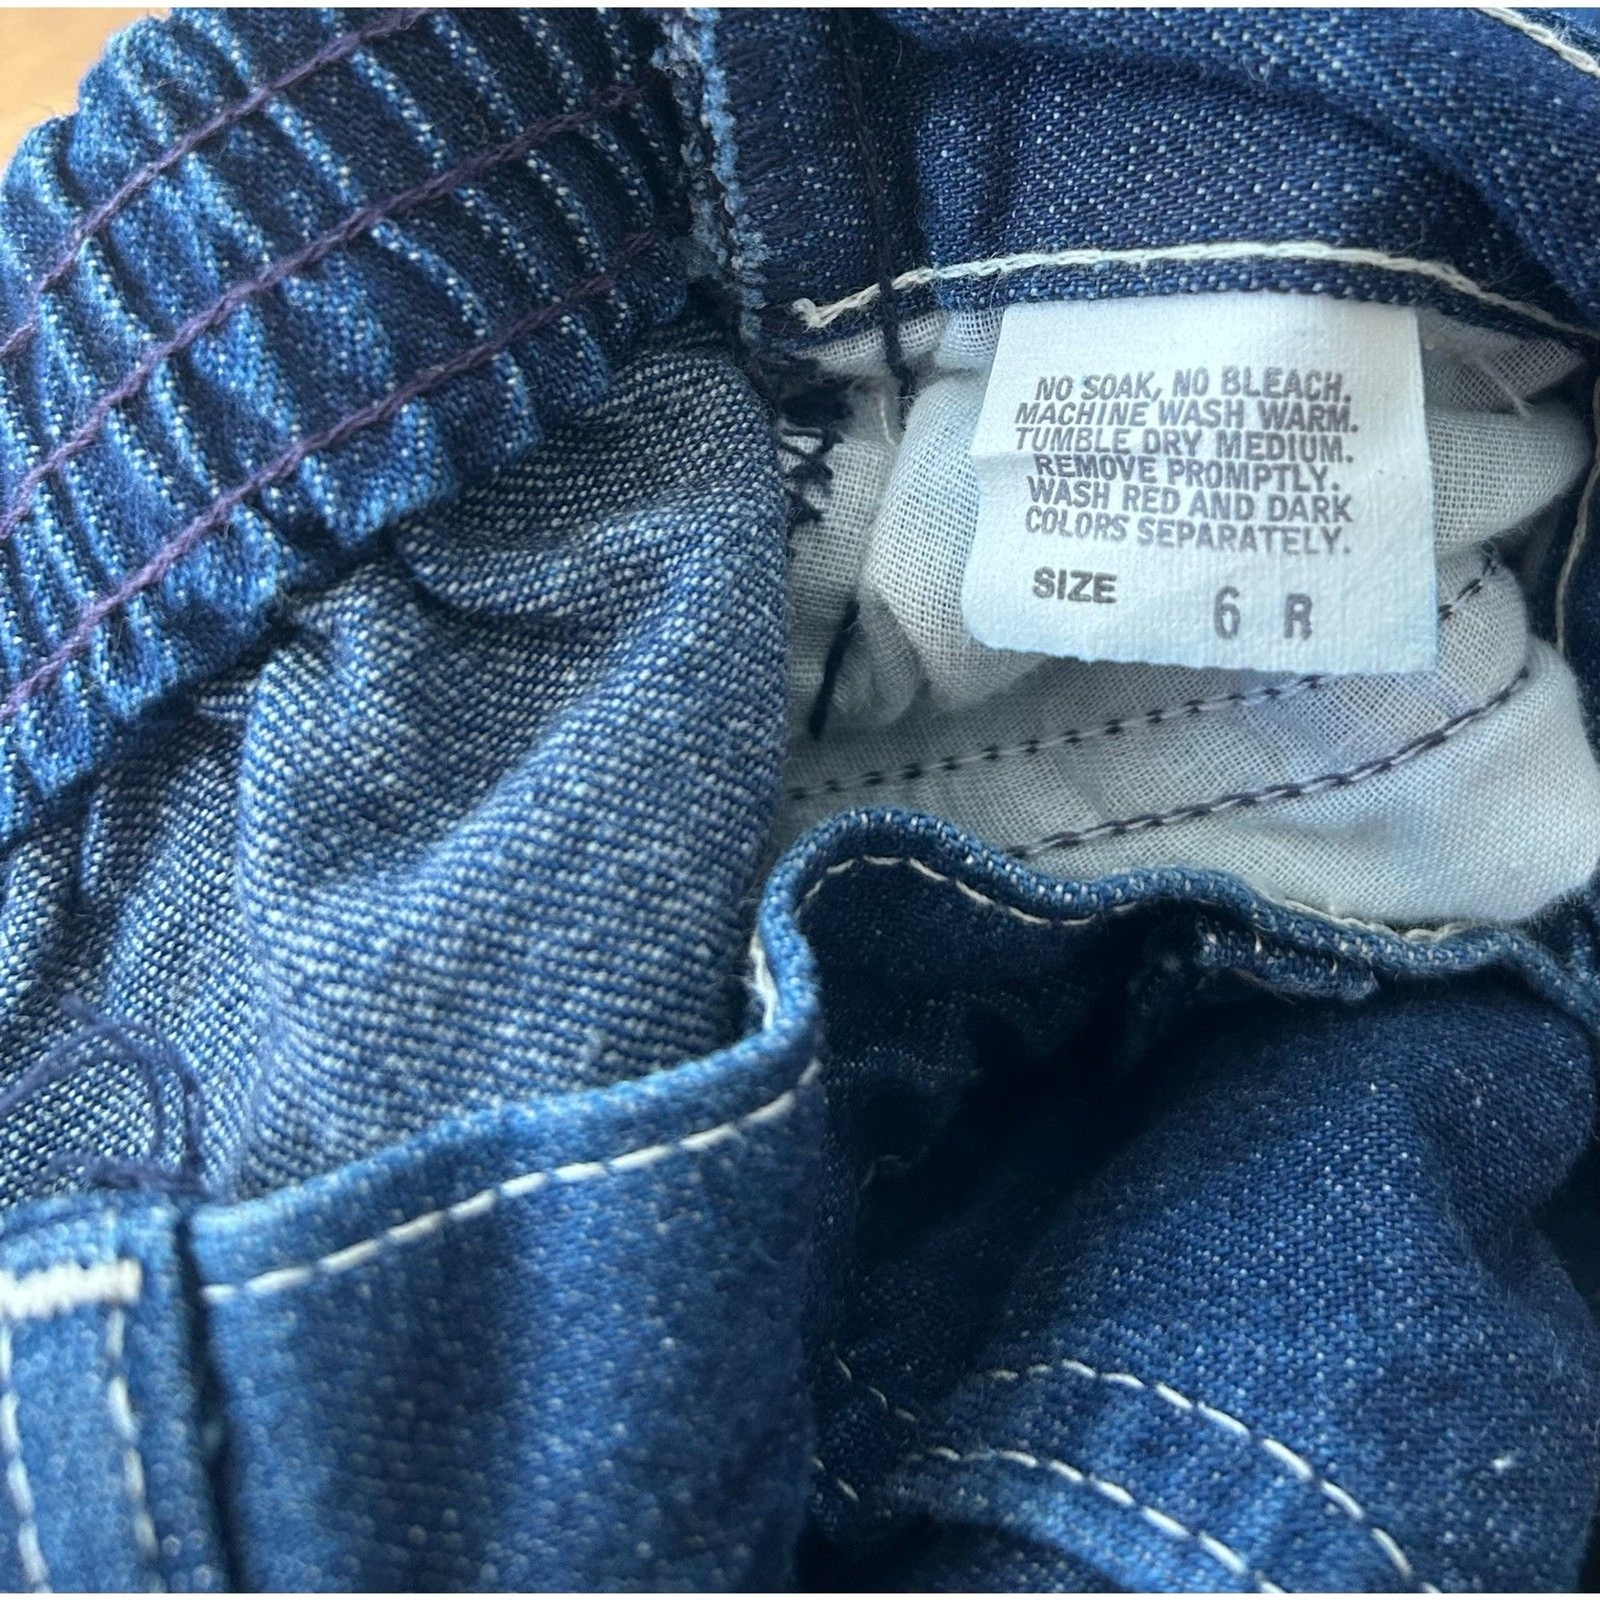 NO SOAK, NO BLEACH.
MACHINE WASH WARM.
TUMBLE DRY MEDIUM.
REMOVE PROMPTLY.
WASH RED AND DARK
COLORS SEPARATELY.
SIZE 6 R